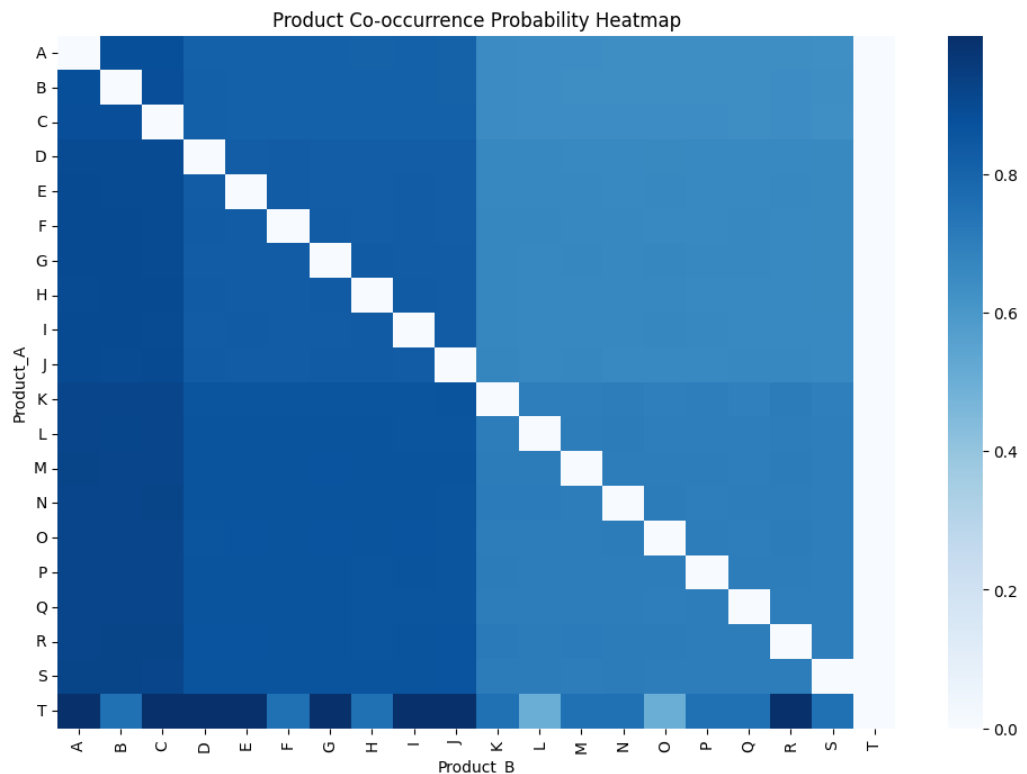 Product Co-occurrence Probability Heatmap
Product_A
A
B
C
D
E
F
G
H
I
J
K
L
M
N
O
P
Q
R
S
T
A B C D E F G H I J K L M N O P Q R S T
Product_B
0.8
0.6
0.4
0.2
0.0